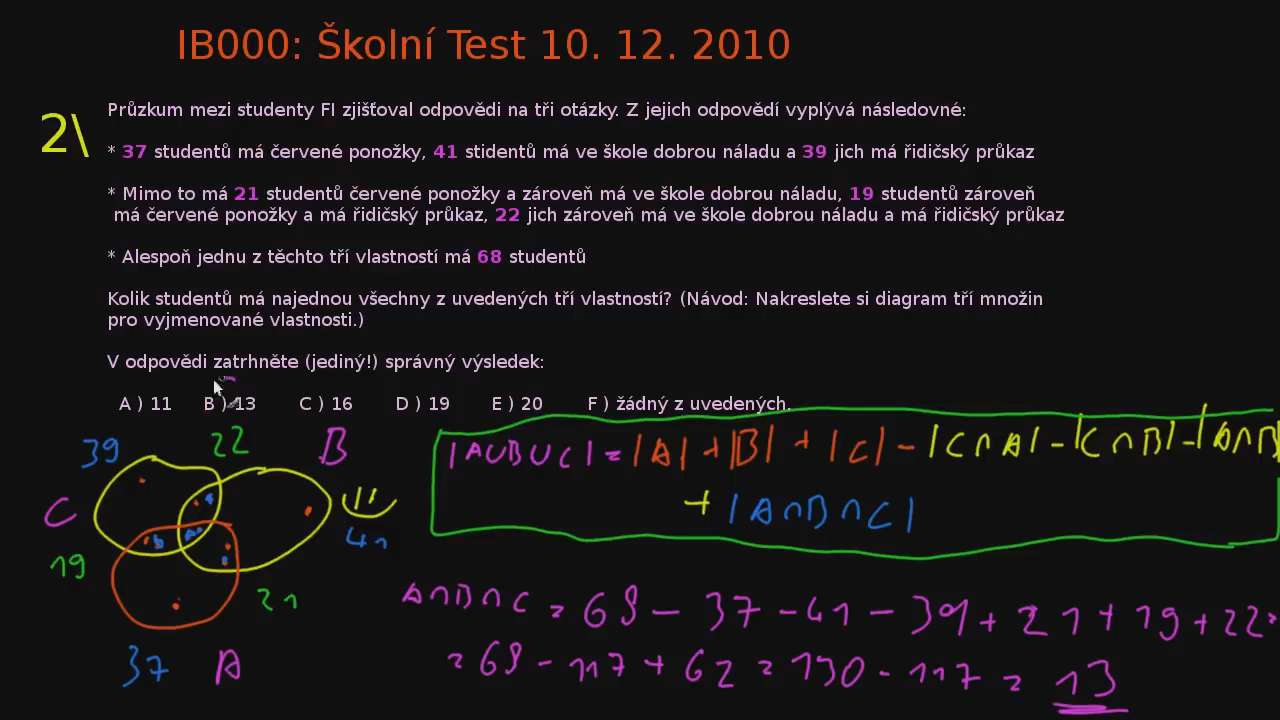 IB000: Školní Test 10. 12. 2010
2\
Průzkum mezi studenty FI zjišťoval odpovědi na tři otázky. Z jejich odpovědí vyplývá následovné:
* 37 studentů má červené ponožky, 41 stidentů má ve škole dobrou náladu a 39 jich má řidičský průkaz
* Mimo to má 21 studentů červené ponožky a zároveň má ve škole dobrou náladu, 19 studentů zároveň
má červené ponožky a má řidičský průkaz, 22 jich zároveň má ve škole dobrou náladu a má řidičský průkaz
* Alespoň jednu z těchto tří vlastností má 68 studentů
Kolik studentů má najednou všechny z uvedených tří vlastností? (Návod: Nakreslete si diagram tří množin
pro vyjmenované vlastnosti.)
V odpovědi zatrhněte (jediný!) správný výsledek:
A ) 11 B ) 13 C ) 16 D ) 19 E ) 20 F ) žádný z uvedených.
39 22 B
C 41
19 21
37 A
|A∪B∪C| = |A| + |B| + |C| - |C∩A| - |C∩B| - |A∩B
+ |A∩B∩C|
A∩B∩C = 68 - 37 - 41 - 39 + 21 + 19 + 22 =
= 68 - 117 + 62 = 130 - 117 = 13